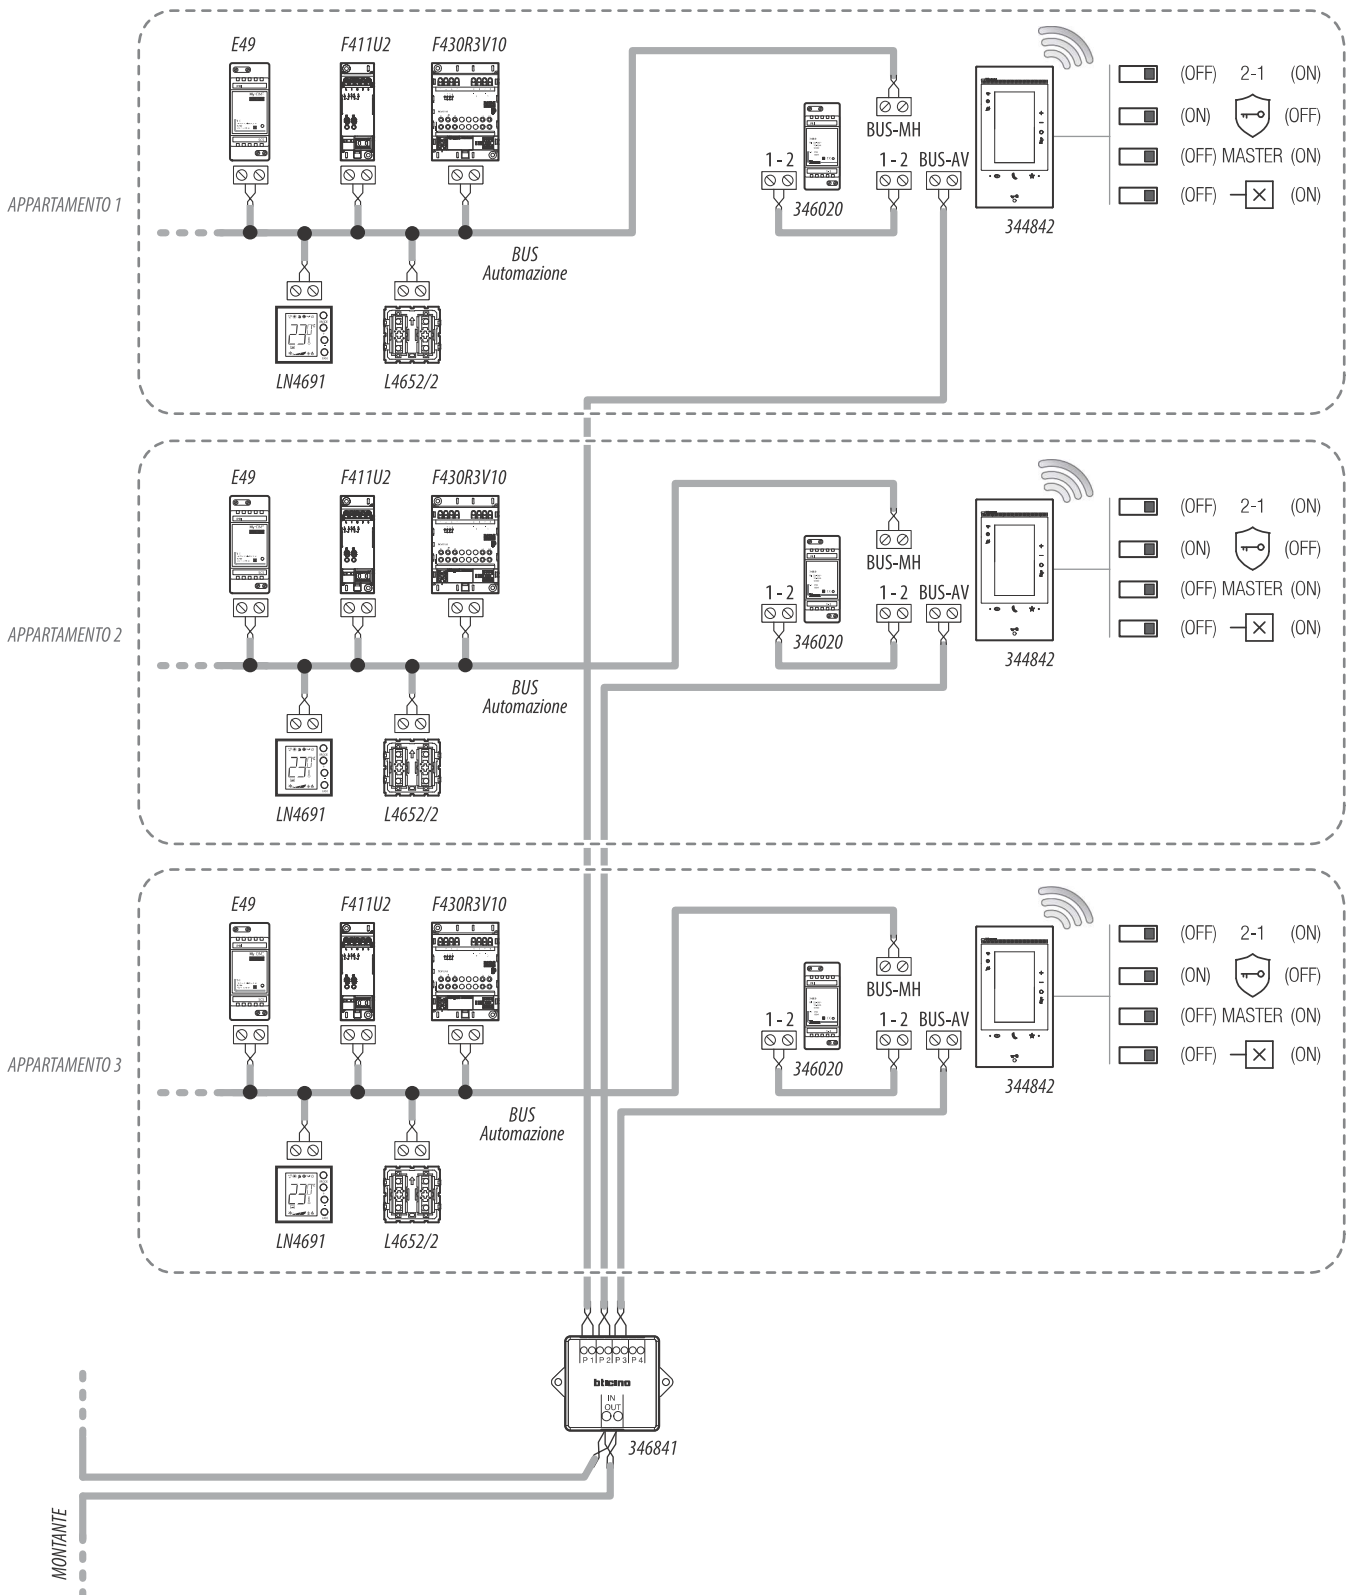 E49 F411U2 F430R3V10
(OFF) 2-1 (ON)
BUS-MH
(ON) (OFF)
1 - 2 1 - 2 BUS-AV
(OFF) MASTER (ON)
(OFF) (ON)
APPARTAMENTO 1
346020
344842
BUS
Automazione
LN4691 L4652/2
E49 F411U2 F430R3V10
(OFF) 2-1 (ON)
BUS-MH
(ON) (OFF)
1 - 2 1 - 2 BUS-AV
(OFF) MASTER (ON)
(OFF) (ON)
APPARTAMENTO 2
346020
344842
BUS
Automazione
LN4691 L4652/2
E49 F411U2 F430R3V10
(OFF) 2-1 (ON)
BUS-MH
(ON) (OFF)
1 - 2 1 - 2 BUS-AV
(OFF) MASTER (ON)
(OFF) (ON)
APPARTAMENTO 3
346020
344842
BUS
Automazione
LN4691 L4652/2
P1 P2 P3 P4
bticino
IN
OUT
346841
MONTANTE